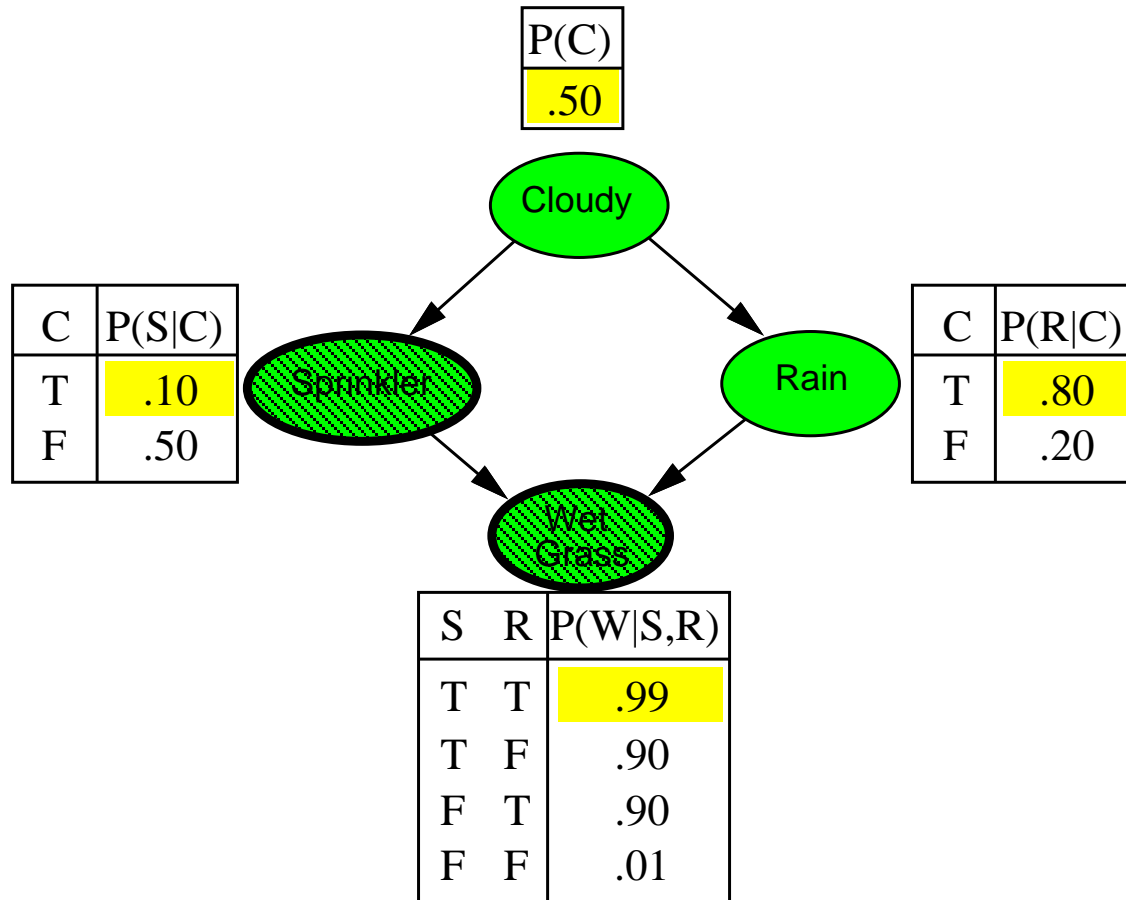 P(C)
.50
Cloudy
C P(S|C)
T .10
F .50
Sprinkler
Rain
C P(R|C)
T .80
F .20
Wet
Grass
S R P(W|S,R)
T T .99
T F .90
F T .90
F F .01